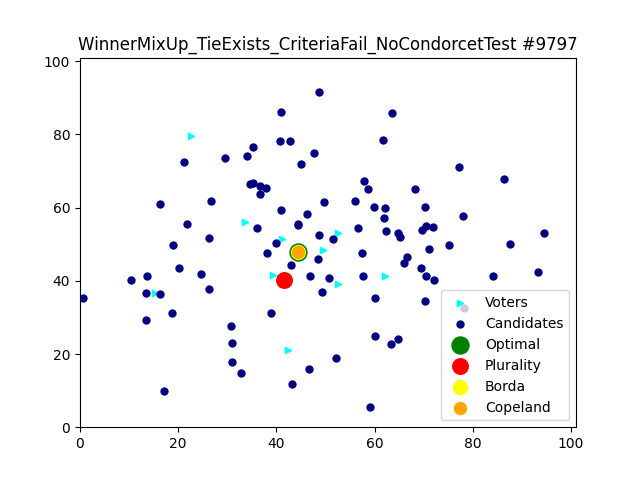 WinnerMixUp_TieExists_CriteriaFail_NoCondorcetTest #9797
100
80
60
40
20
0
0 20 40 60 80 100
Voters
Candidates
Optimal
Plurality
Borda
Copeland